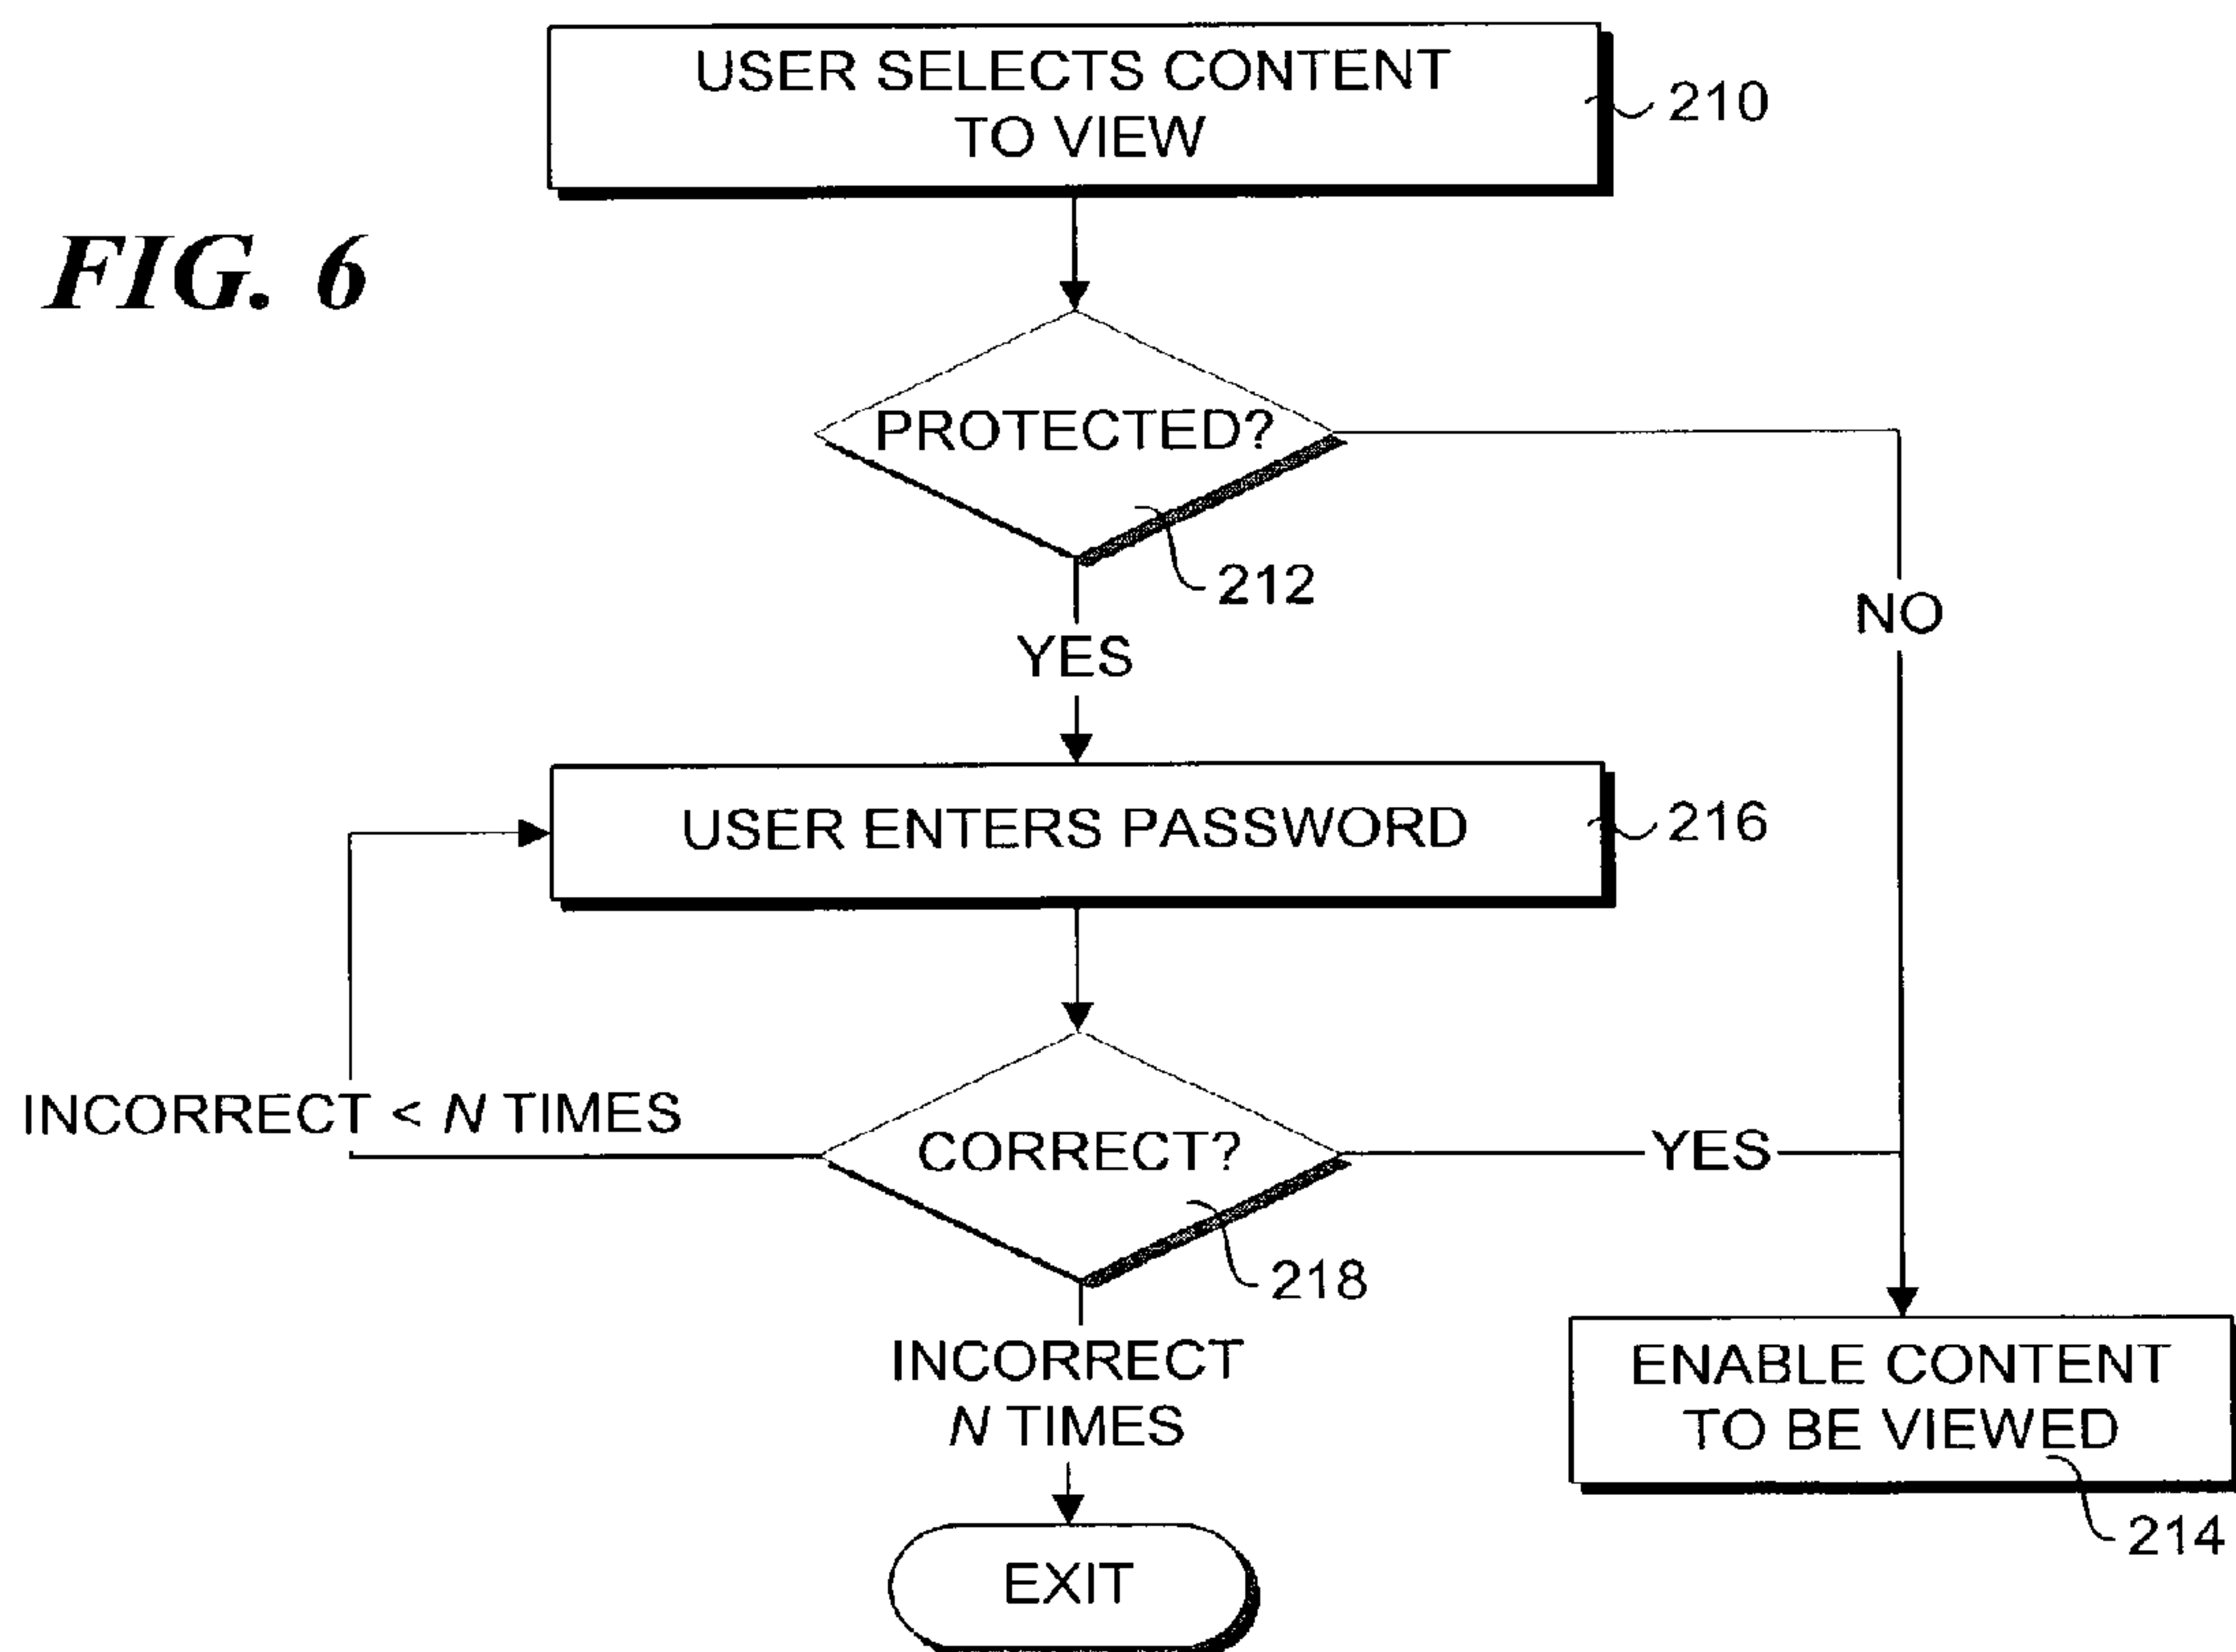 USER SELECTS CONTENT
TO VIEW
210
FIG. 6
PROTECTED?
212
NO
YES
USER ENTERS PASSWORD
216
INCORRECT < N TIMES
CORRECT?
YES
218
INCORRECT
N TIMES
ENABLE CONTENT
TO BE VIEWED
214
EXIT